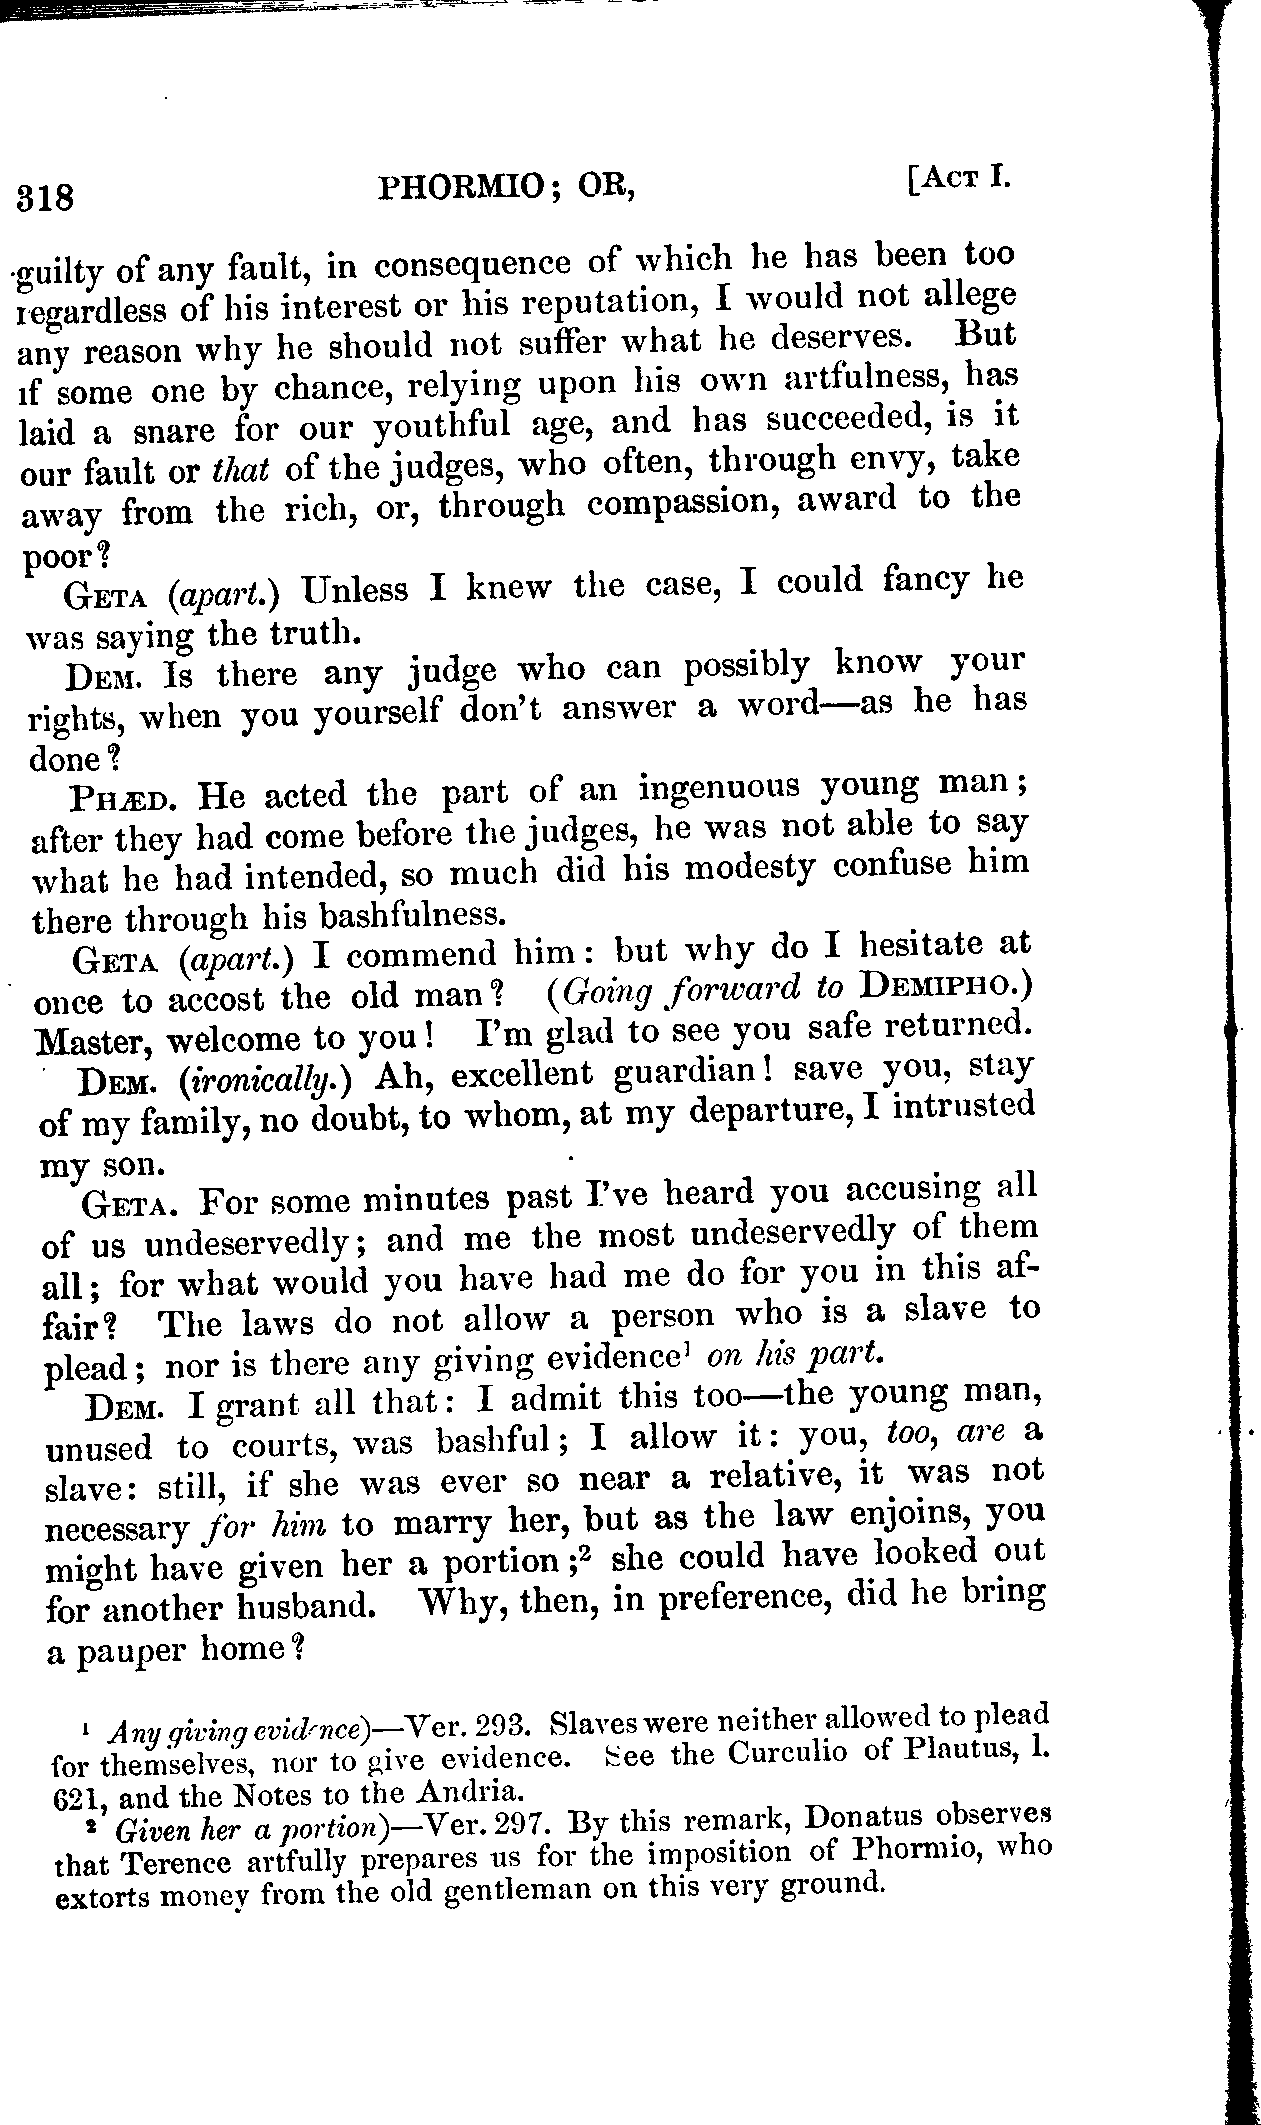 318 PHORMIO; OR, [ACT I.
guilty of any fault, in consequence of which he has been too
regardless of his interest or his reputation, I would not allege
any reason why he should not suffer what he deserves. But
if some one by chance, relying upon his own artfulness, has
laid a snare for our youthful age, and has succeeded, is it
our fault or that of the judges, who often, through envy, take
away from the rich, or, through compassion, award to the
poor?
GETA (apart.) Unless I knew the case, I could fancy he
was saying the truth.
DEM. Is there any judge who can possibly know your
rights, when you yourself don't answer a word—as he has
done?
PHÆD. He acted the part of an ingenuous young man;
after they had come before the judges, he was not able to say
what he had intended, so much did his modesty confuse him
there through his bashfulness.
GETA (apart.) I commend him: but why do I hesitate at
once to accost the old man? (Going forward to DEMIPHO.)
Master, welcome to you! I'm glad to see you safe returned.
DEM. (ironically.) Ah, excellent guardian! save you, stay
of my family, no doubt, to whom, at my departure, I intrusted
my son.
GETA. For some minutes past I've heard you accusing all
of us undeservedly; and me the most undeservedly of them
all; for what would you have had me do for you in this af-
fair? The laws do not allow a person who is a slave to
plead; nor is there any giving evidence¹ on his part.
DEM. I grant all that: I admit this too—the young man,
unused to courts, was bashful; I allow it: you, too, are a
slave: still, if she was ever so near a relative, it was not
necessary for him to marry her, but as the law enjoins, you
might have given her a portion;² she could have looked out
for another husband. Why, then, in preference, did he bring
a pauper home?
¹ Any giving evidence)—Ver. 293. Slaves were neither allowed to plead
for themselves, nor to give evidence. See the Curculio of Plautus, l.
621, and the Notes to the Andria.
² Given her a portion)—Ver. 297. By this remark, Donatus observes
that Terence artfully prepares us for the imposition of Phormio, who
extorts money from the old gentleman on this very ground.